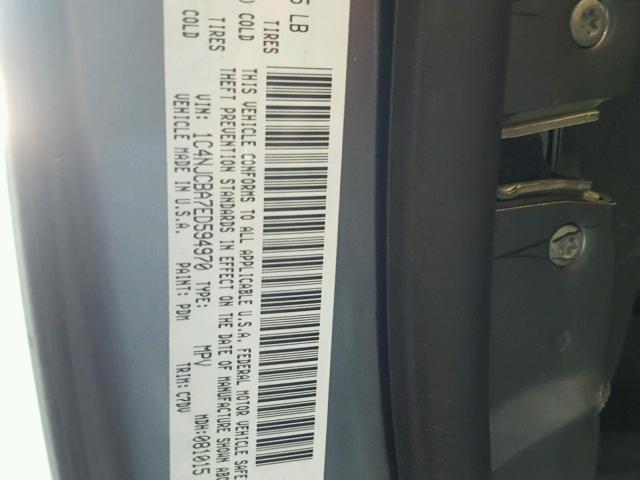 6 LB
TIRES
) COLD
TIRES
COLD
THIS VEHICLE CONFORMS TO ALL APPLICABLE U.S.A. FEDERAL MOTOR VEHICLE SAFE
THEFT PREVENTION STANDARDS IN EFFECT ON THE DATE OF MANUFACTURE SHOWN ABO
VIN: 1C4NJCBA7ED594970 TYPE: MPV
VEHICLE MADE IN U.S.A. PAINT: PDM TRIM: C7DV MDH:081015